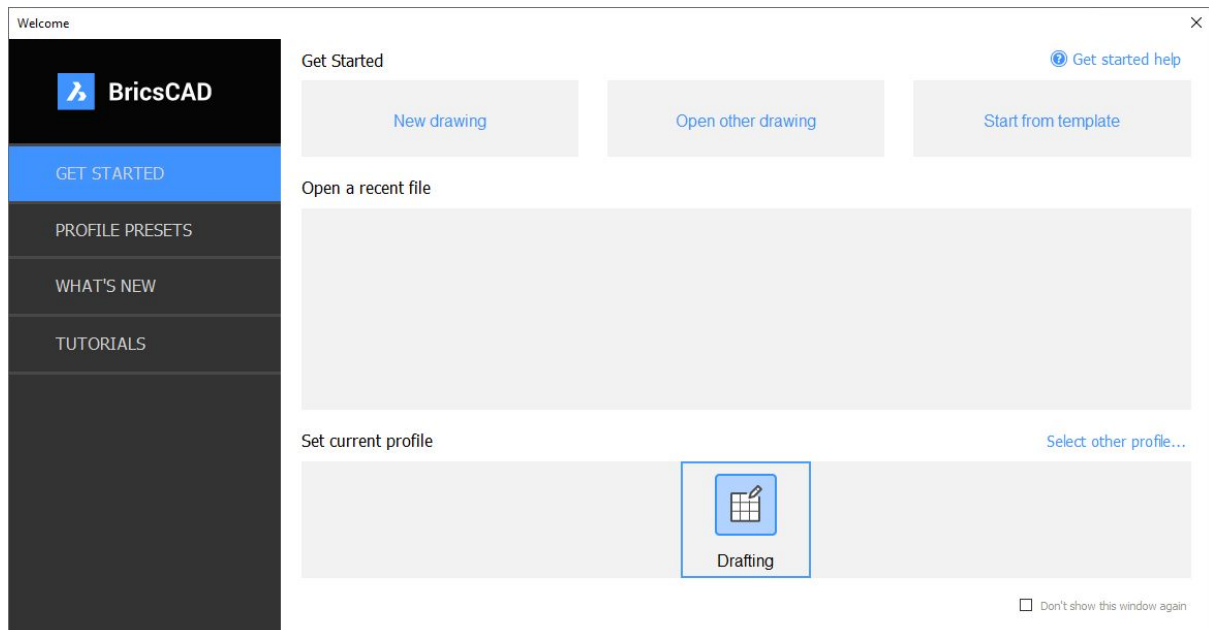 Welcome
BricsCAD
GET STARTED
PROFILE PRESETS
WHAT'S NEW
TUTORIALS
Get Started
Get started help
New drawing
Open other drawing
Start from template
Open a recent file
Set current profile
Select other profile...
Drafting
Don't show this window again